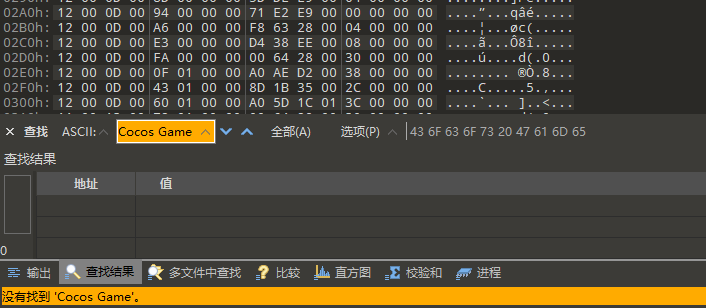 02A0h: 12 00 0D 00 94 00 00 00 71 E2 E9 00 00 00 00 00 ....”...qâé.....
02B0h: 12 00 0D 00 A6 00 00 00 F8 63 28 00 04 00 00 00 ....¦...øc(.....
02C0h: 12 00 0D 00 E3 00 00 00 D4 38 EE 00 08 00 00 00 ....ã...Ô8î.....
02D0h: 12 00 0D 00 FA 00 00 00 64 28 00 30 00 00 00
02E0h: 12 00 0D 00 0F 01 00 00 A0 AE D2 00 38 00 00 00 ........ ®Ò.8...
02F0h: 12 00 0D 00 43 01 00 00 8D 1B 35 00 2C 00 00 00
0300h: 12 00 0D 00 60 01 00 00 A0 5D 1C 01 3C 00 00 00 ....`... ]..<...
查找 ASCII: Cocos Game 全部(A) 选项(P) 43 6F 63 6F 73 20 47 61 6D 65
查找结果
地址 值
0
输出 查找结果 多文件中查找 比较 直方图 校验和 进程
没有找到 'Cocos Game'。